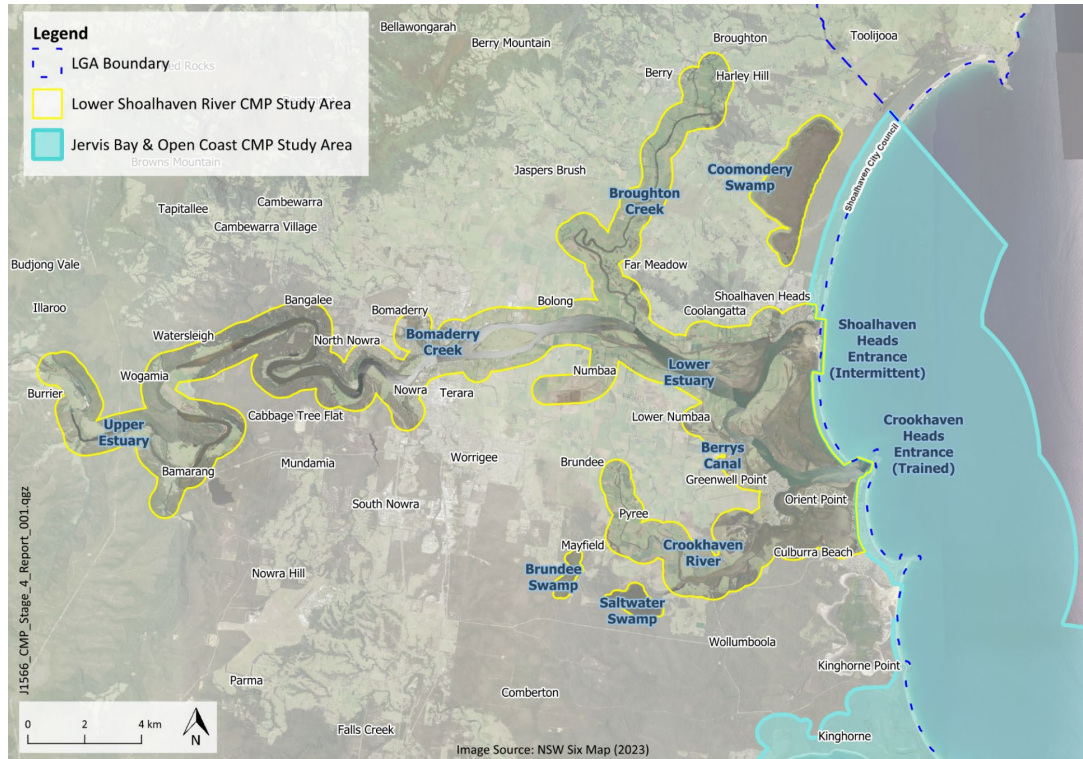 Legend
LGA Boundary
Lower Shoalhaven River CMP Study Area
Jervis Bay & Open Coast CMP Study Area
Bellawongarah
Berry Mountain
Broughton
Toolijooa
Berry
Harley Hill
ed Rocks
Browns Mountain
Jaspers Brush
Coomondery
Swamp
Broughton
Creek
Shoalhaven City Council
Tapitallee
Cambewarra
Cambewarra Village
Budjong Vale
Far Meadow
Illaroo
Bangalee
Bomaderry
Bolong
Shoalhaven Heads
Coolangatta
Watersleigh
North Nowra
Bomaderry
Creek
Shoalhaven
Heads
Entrance
(Intermittent)
Wogamia
Numbaa
Lower
Estuary
Burrier
Nowra
Terara
Cabbage Tree Flat
Lower Numbaa
Upper
Estuary
Crookhaven
Heads
Entrance
(Trained)
Berrys
Canal
Bamarang
Mundamia
Worrigee
Brundee
Greenwell Point
South Nowra
Orient Point
Pyree
Mayfield
Crookhaven
River
Culburra Beach
Nowra Hill
Brundee
Swamp
Saltwater
Swamp
Wollumboola
Kinghorne Point
Parma
Comberton
Falls Creek
Kinghorne
J1566_CMP_Stage_4_Report_001.qgz
0 2 4 km
N
Image Source: NSW Six Map (2023)